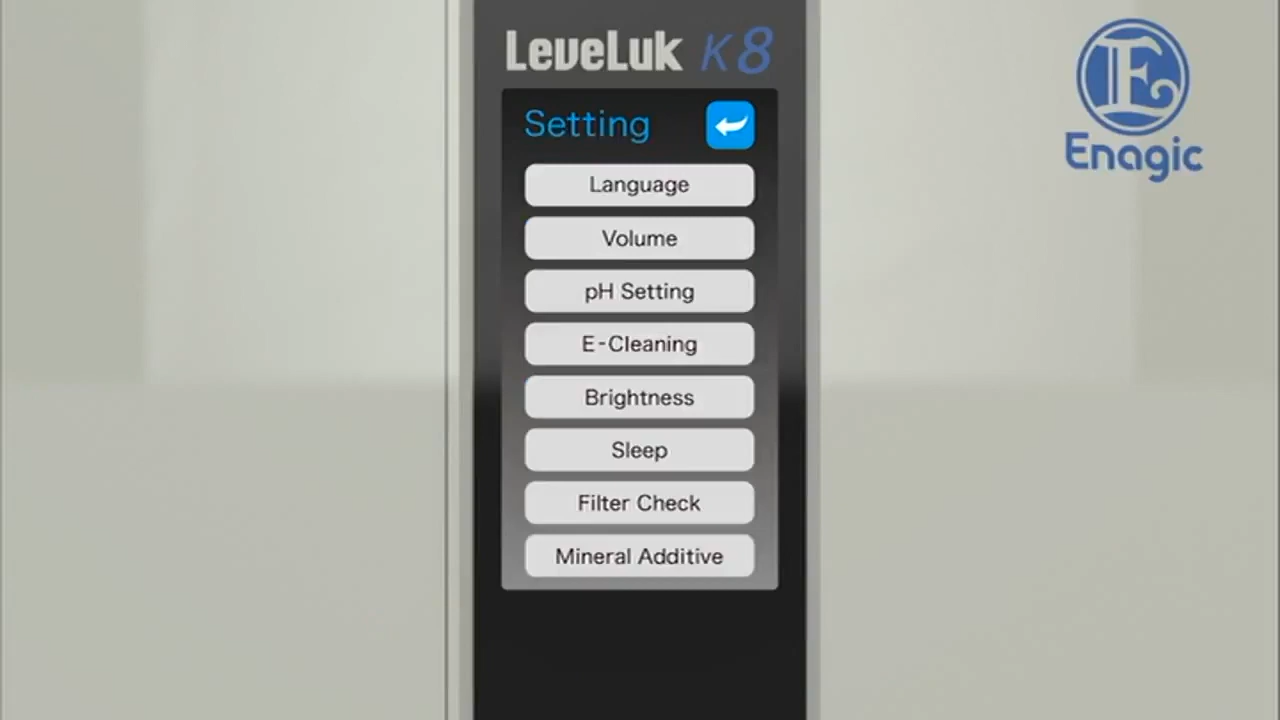 LeveLuk K8
Setting
Language
Volume
pH Setting
E-Cleaning
Brightness
Sleep
Filter Check
Mineral Additive
E
Enagic